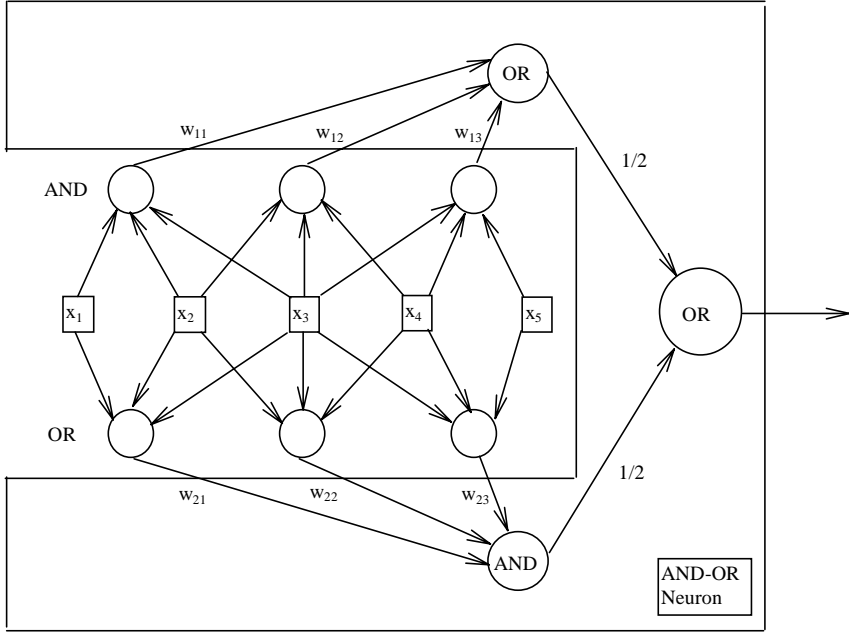 OR
w11
w12
w13
1/2
AND
x1
x2
x3
x4
x5
OR
OR
w21
w22
w23
1/2
AND
AND-OR
Neuron